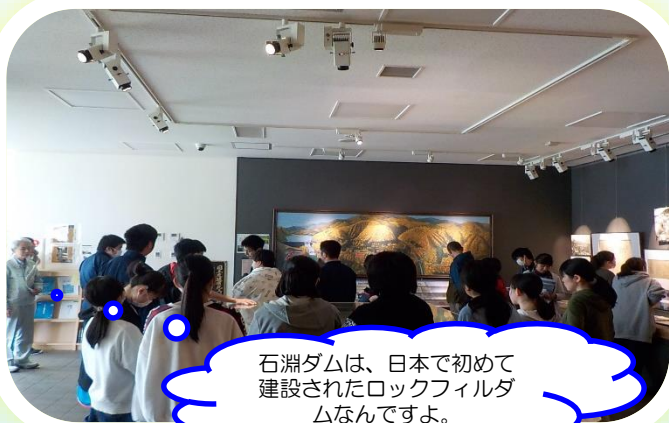 石淵ダムは、日本で初めて
建設されたロックフィルダ
ムなんですよ。